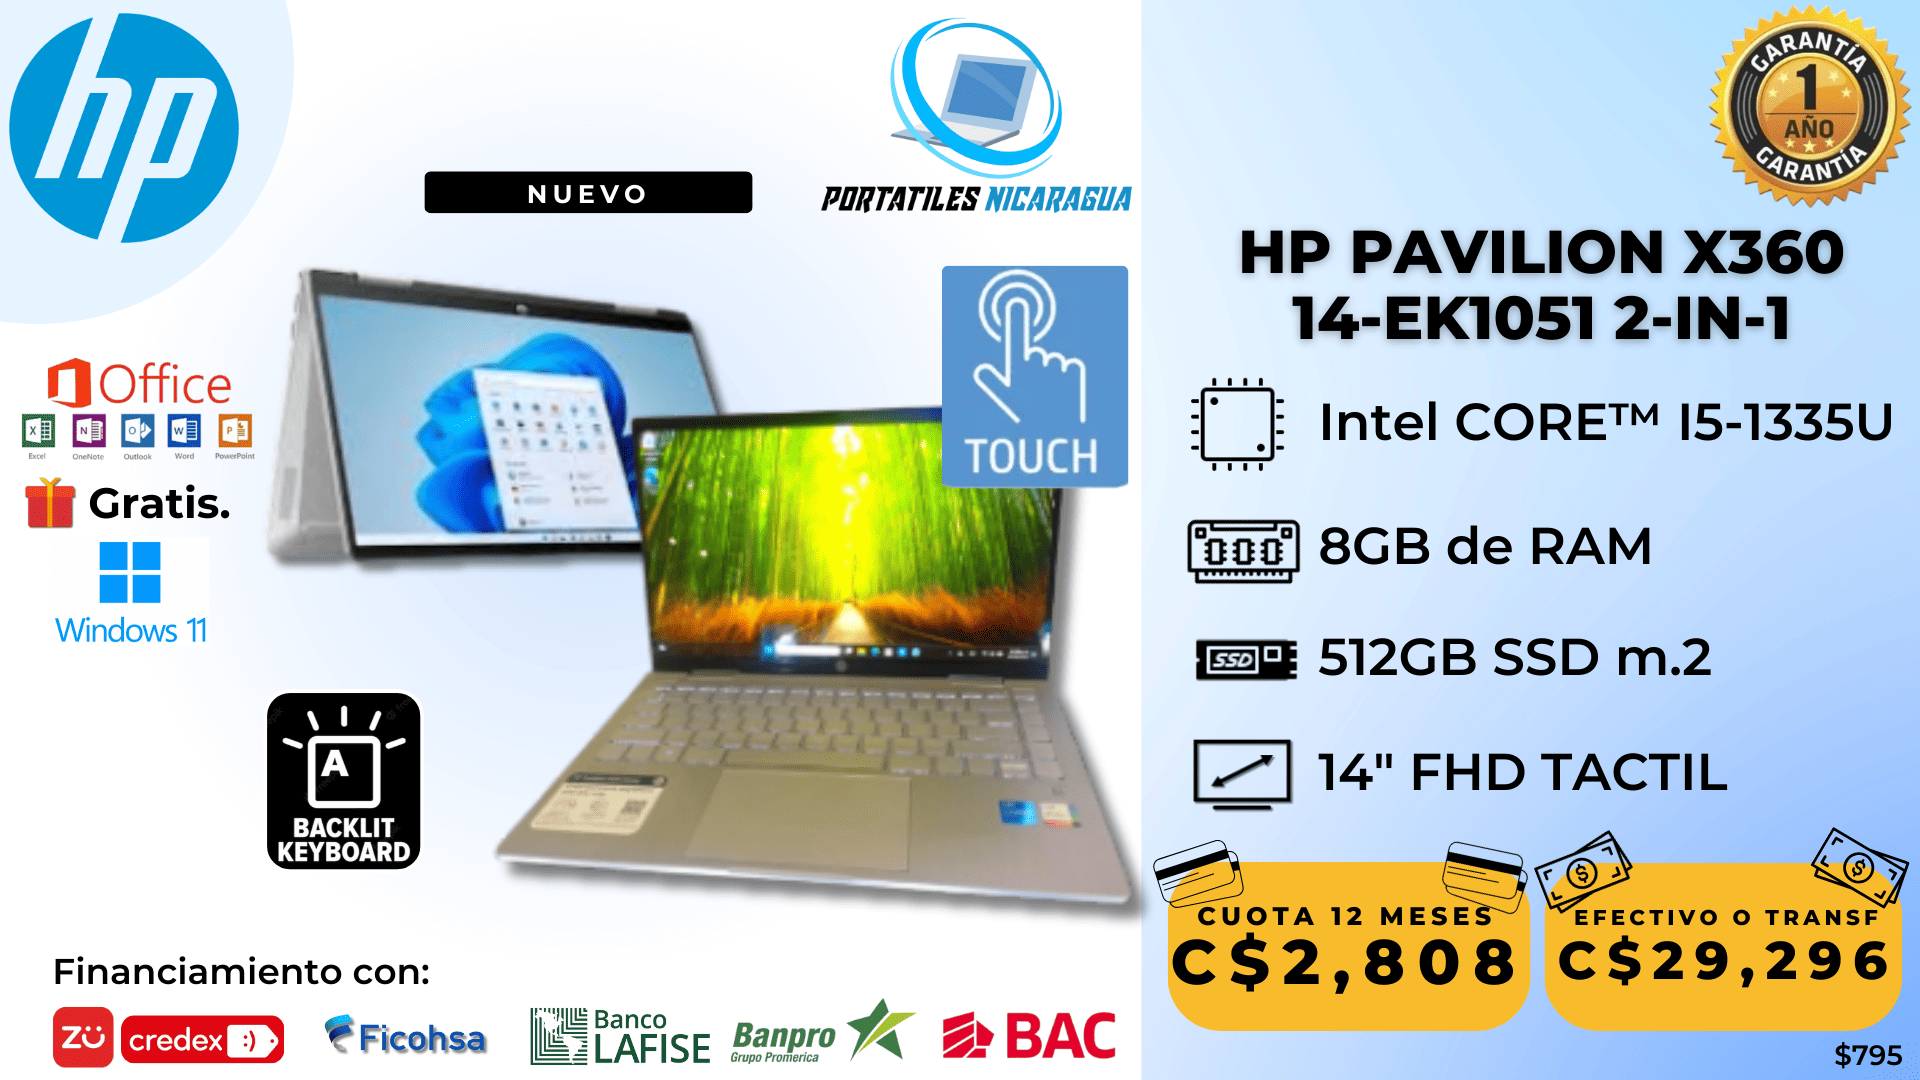 hp
NUEVO
PORTATILES NICARAGUA
GARANTÍA
1
AÑO
GARANTÍA
HP PAVILION X360
14-EK1051 2-IN-1
TOUCH
Office
Excel OneNote Outlook Word PowerPoint
Gratis.
Windows 11
Intel CORE™ I5-1335U
8GB de RAM
SSD
512GB SSD m.2
14" FHD TACTIL
A
BACKLIT
KEYBOARD
CUOTA 12 MESES
C$2,808
EFECTIVO O TRANSF
C$29,296
Financiamiento con:
zū
credex :)
Ficohsa
Banco
LAFISE
Banpro
Grupo Promerica
BAC
$795